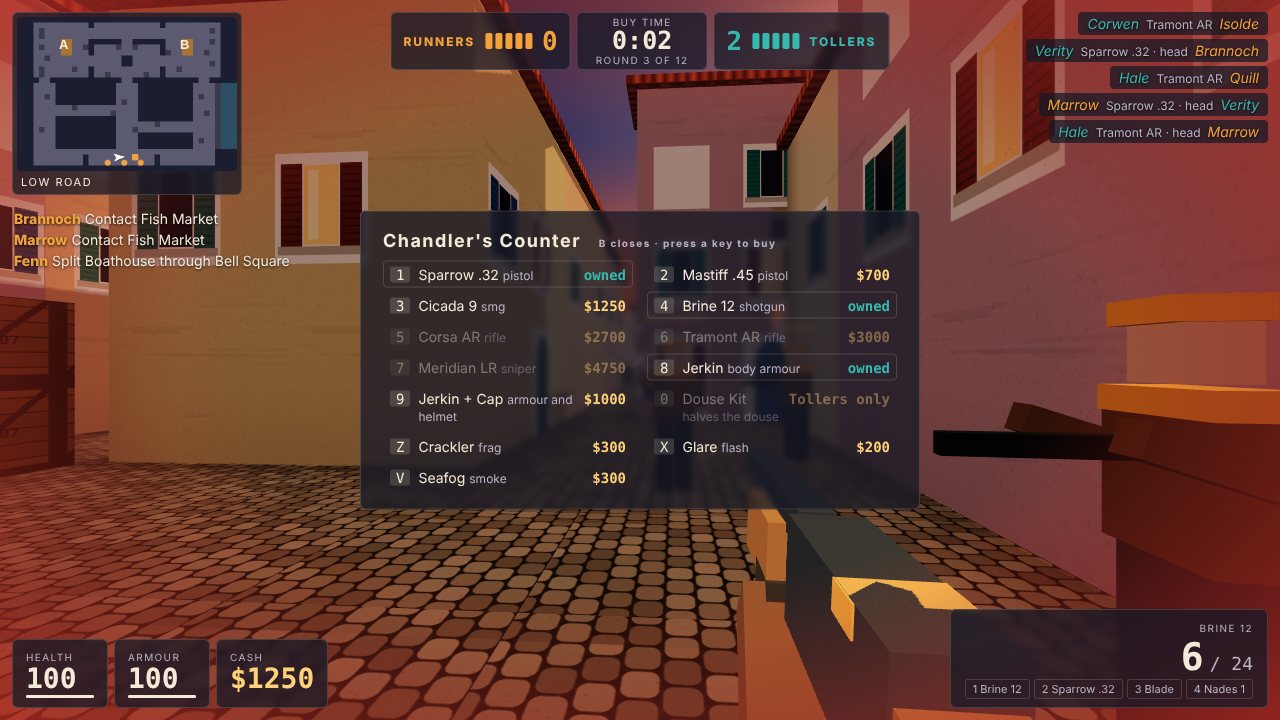 A
B
LOW ROAD
RUNNERS 0
BUY TIME
0:02
ROUND 3 OF 12
2 TOLLERS
Corwen Tramont AR Isolde
Verity Sparrow .32 · head Brannoch
Hale Tramont AR Quill
Marrow Sparrow .32 · head Verity
Hale Tramont AR · head Marrow
Brannoch Contact Fish Market
Marrow Contact Fish Market
Fenn Split Boathouse through Bell Square
Chandler's Counter B closes · press a key to buy
1 Sparrow .32 pistol owned
2 Mastiff .45 pistol $700
3 Cicada 9 smg $1250
4 Brine 12 shotgun owned
5 Corsa AR rifle $2700
6 Tramont AR rifle $3000
7 Meridian LR sniper $4750
8 Jerkin body armour owned
9 Jerkin + Cap armour and helmet $1000
0 Douse Kit halves the douse Tollers only
Z Crackler frag $300
X Glare flash $200
V Seafog smoke $300
HEALTH
100
ARMOUR
100
CASH
$1250
BRINE 12
6 / 24
1 Brine 12
2 Sparrow .32
3 Blade
4 Nades 1